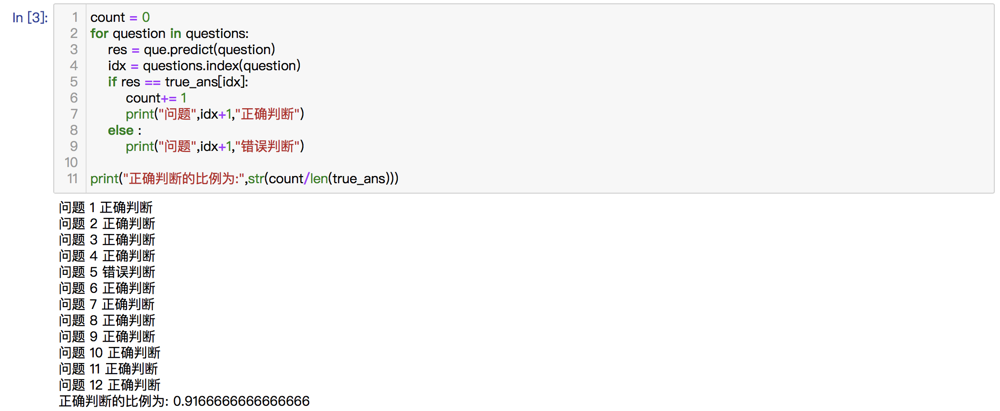 In [3]:
1 count = 0
2 for question in questions:
3 res = que.predict(question)
4 idx = questions.index(question)
5 if res == true_ans[idx]:
6 count+= 1
7 print("问题",idx+1,"正确判断")
8 else :
9 print("问题",idx+1,"错误判断")
10
11 print("正确判断的比例为:",str(count/len(true_ans)))
问题 1 正确判断
问题 2 正确判断
问题 3 正确判断
问题 4 正确判断
问题 5 错误判断
问题 6 正确判断
问题 7 正确判断
问题 8 正确判断
问题 9 正确判断
问题 10 正确判断
问题 11 正确判断
问题 12 正确判断
正确判断的比例为: 0.9166666666666666